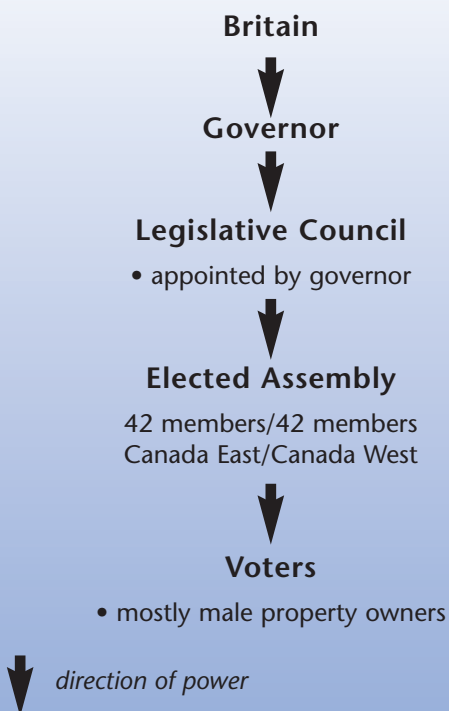 Britain
Governor
Legislative Council
• appointed by governor
Elected Assembly
42 members/42 members
Canada East/Canada West
Voters
• mostly male property owners
direction of power